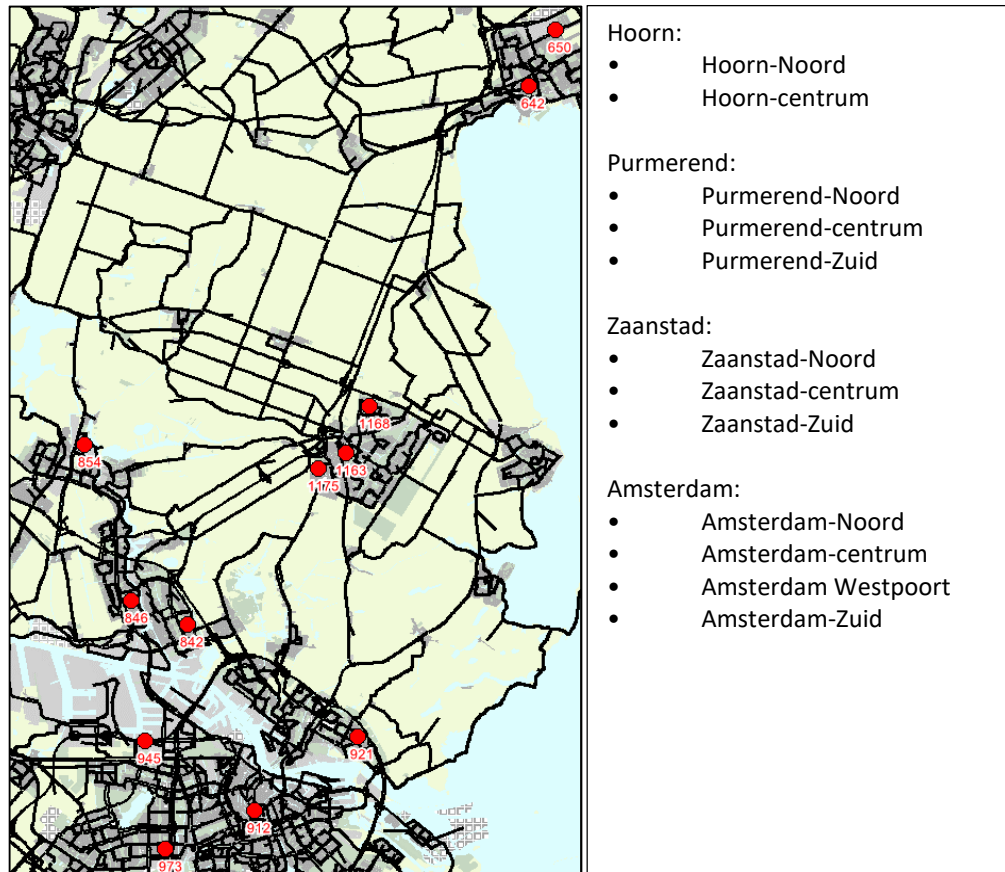 650
642
1168
854
1163
1175
846
842
921
945
912
973
Hoorn:
• Hoorn-Noord
• Hoorn-centrum
Purmerend:
• Purmerend-Noord
• Purmerend-centrum
• Purmerend-Zuid
Zaanstad:
• Zaanstad-Noord
• Zaanstad-centrum
• Zaanstad-Zuid
Amsterdam:
• Amsterdam-Noord
• Amsterdam-centrum
• Amsterdam Westpoort
• Amsterdam-Zuid